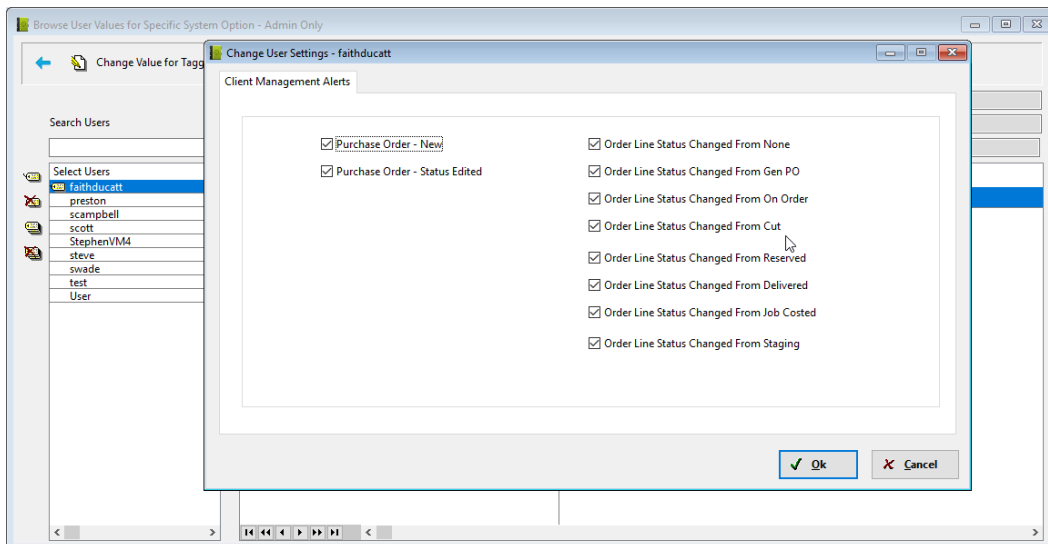 Browse User Values for Specific System Option - Admin Only
Change Value for Tagg
Search Users
Select Users
faithducatt
preston
scampbell
scott
StephenVM4
steve
swade
test
User
Change User Settings - faithducatt
Client Management Alerts
Purchase Order - New
Purchase Order - Status Edited
Order Line Status Changed From None
Order Line Status Changed From Gen PO
Order Line Status Changed From On Order
Order Line Status Changed From Cut
Order Line Status Changed From Reserved
Order Line Status Changed From Delivered
Order Line Status Changed From Job Costed
Order Line Status Changed From Staging
Ok
Cancel